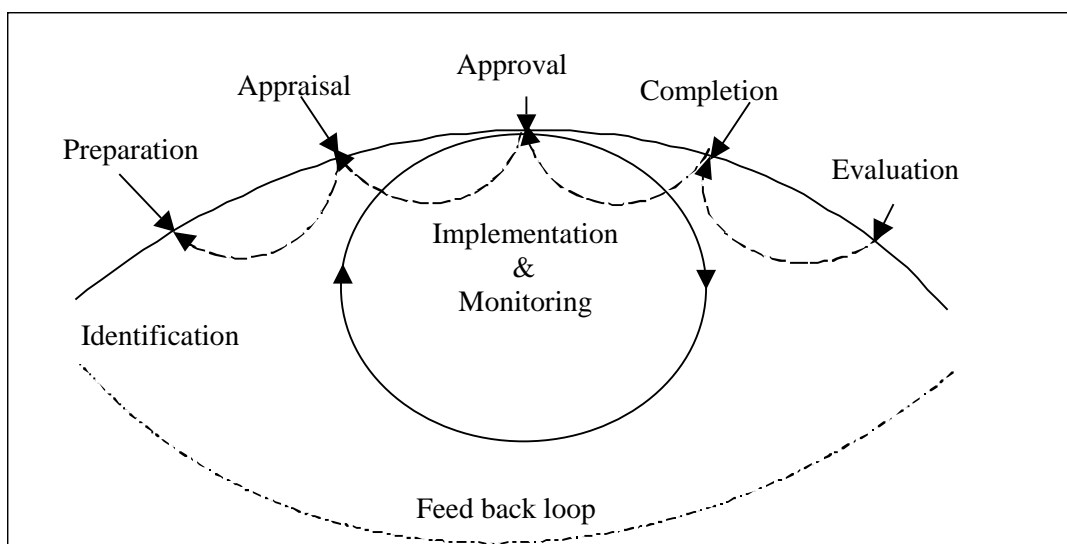 Approval
Appraisal
Completion
Preparation
Evaluation
Implementation
&
Monitoring
Identification
Feed back loop